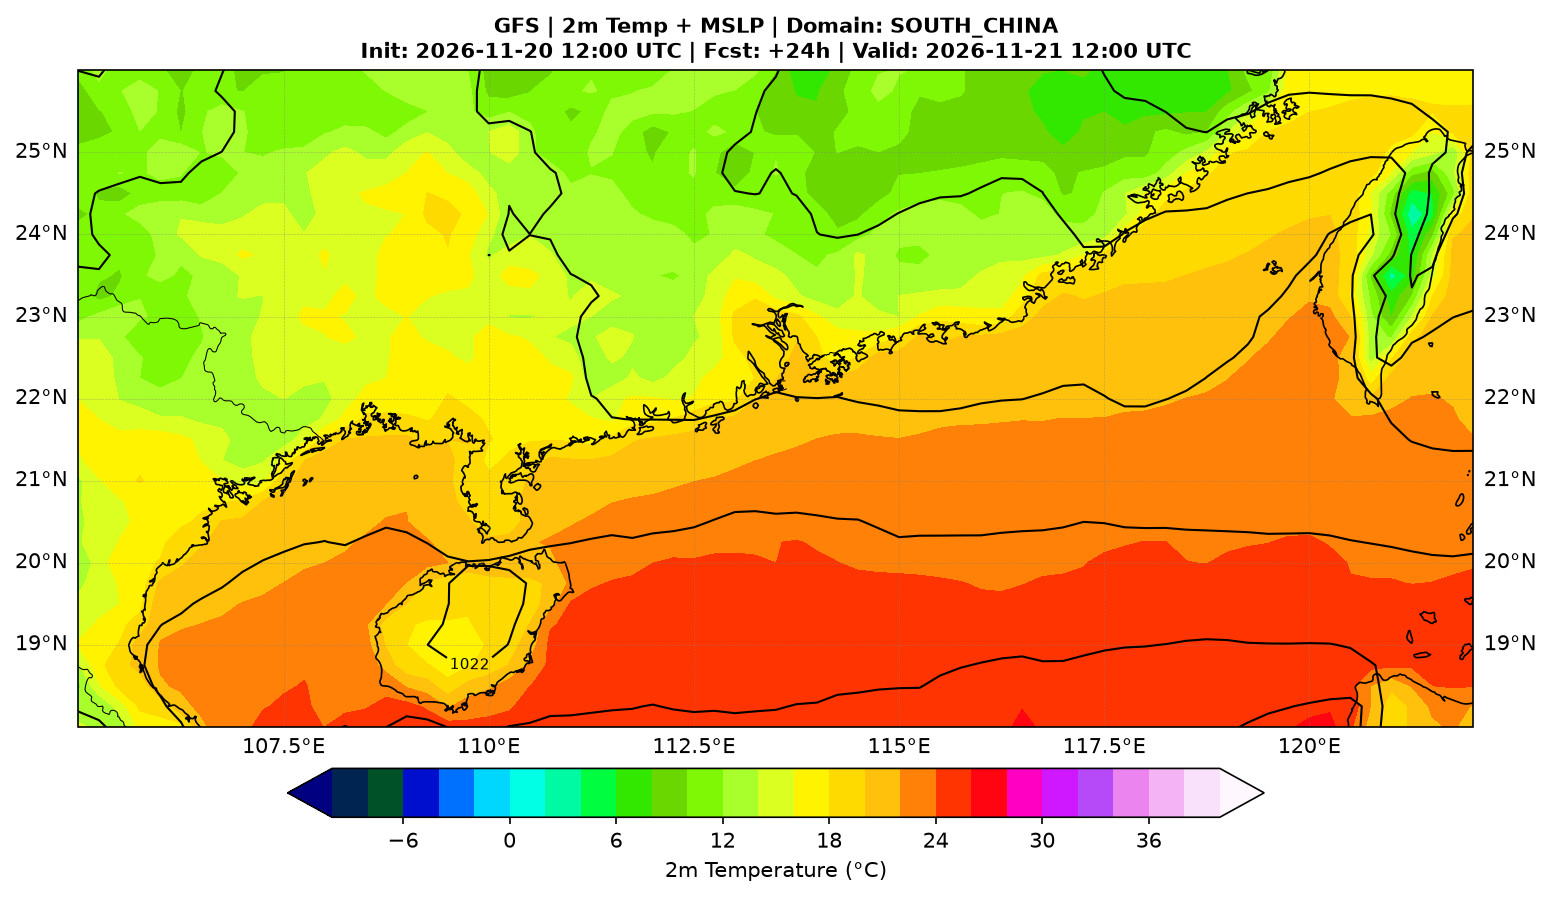 GFS | 2m Temp + MSLP | Domain: SOUTH_CHINA
Init: 2026-11-20 12:00 UTC | Fcst: +24h | Valid: 2026-11-21 12:00 UTC
25°N 25°N
24°N 24°N
23°N 23°N
22°N 22°N
21°N 21°N
20°N 20°N
19°N 19°N
1022
107.5°E 110°E 112.5°E 115°E 117.5°E 120°E
−6 0 6 12 18 24 30 36
2m Temperature (°C)